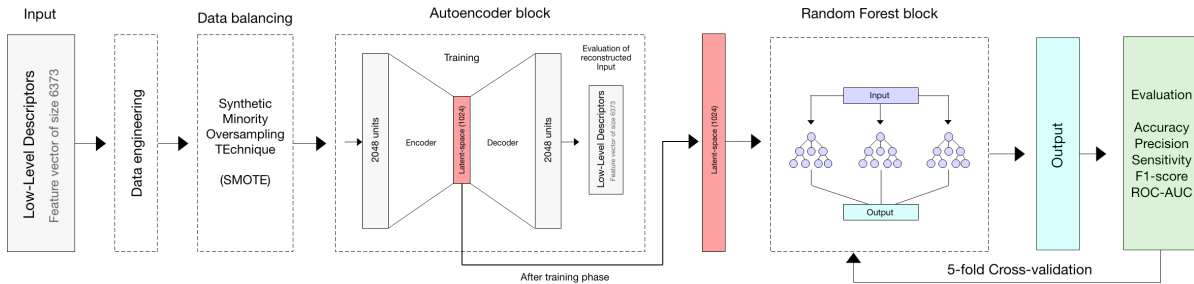 Input
Low-Level Descriptors
Feature vector of size 6373
Data engineering
Data balancing
Synthetic
Minority
Oversampling
TEchnique
(SMOTE)
Autoencoder block
Training
2048 units
Encoder
Latent-space (1024)
Decoder
2048 units
Evaluation of
reconstructed
Input
Low-Level Descriptors
Feature vector of size 6373
After training phase
Latent-space (1024)
Random Forest block
Input
Output
Output
Evaluation
Accuracy
Precision
Sensitivity
F1-score
ROC-AUC
5-fold Cross-validation